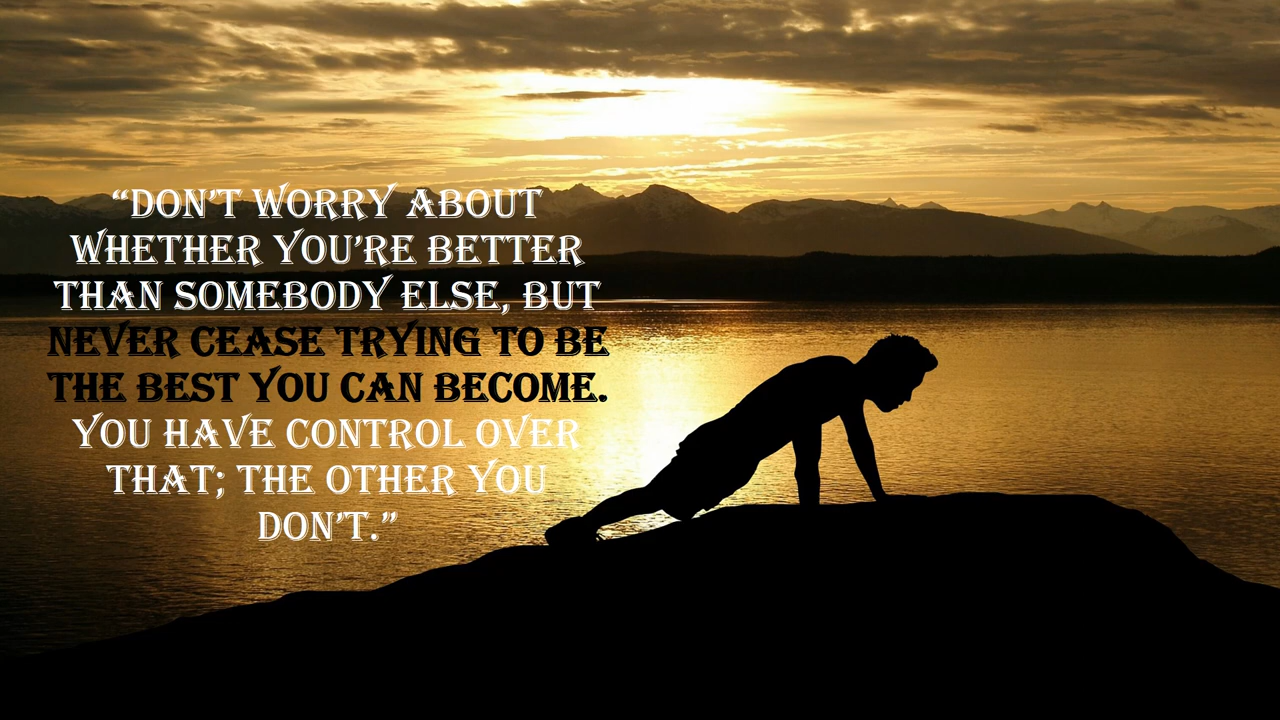 “DON’T WORRY ABOUT
WHETHER YOU’RE BETTER
THAN SOMEBODY ELSE, BUT
NEVER CEASE TRYING TO BE
THE BEST YOU CAN BECOME.
YOU HAVE CONTROL OVER
THAT; THE OTHER YOU
DON’T.”